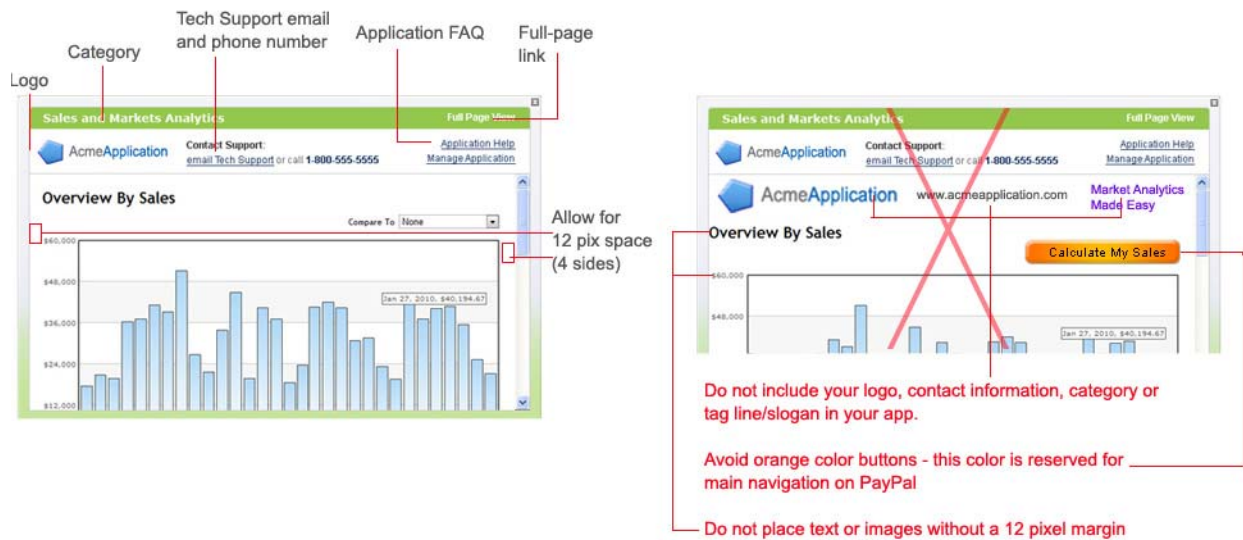 Logo
Category
Tech Support email
and phone number
Application FAQ
Full-page
link
Sales and Markets Analytics
Full Page View
AcmeApplication
Contact Support:
email Tech Support or call 1-800-555-5555
Application Help
Manage Application
Overview By Sales
Compare To None
$60,000
$48,000
$36,000
$24,000
$12,000
Jan 27, 2010, $40,194.67
Allow for
12 pix space
(4 sides)
Sales and Markets Analytics
Full Page View
AcmeApplication
Contact Support:
email Tech Support or call 1-800-555-5555
Application Help
Manage Application
AcmeApplication
www.acmeapplication.com
Market Analytics
Made Easy
Overview By Sales
Calculate My Sales
$60,000
$48,000
Jan 27, 2010, $40,194.67
Do not include your logo, contact information, category or
tag line/slogan in your app.
Avoid orange color buttons - this color is reserved for
main navigation on PayPal
Do not place text or images without a 12 pixel margin